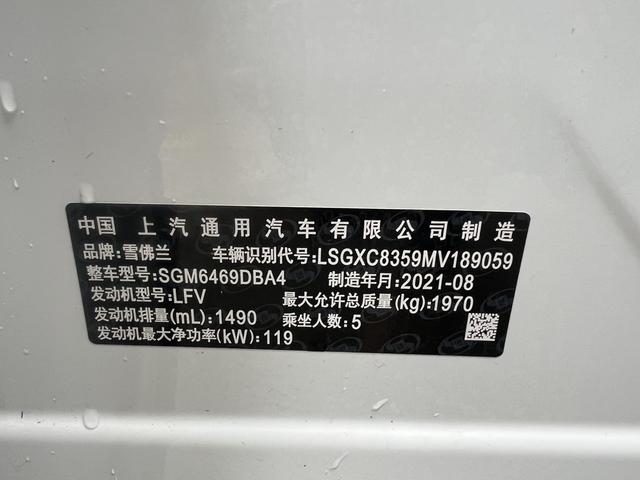 中国 上汽通用汽车有限公司制造
品牌:雪佛兰 车辆识别代号:LSGXC8359MV189059
整车型号:SGM6469DBA4 制造年月:2021-08
发动机型号:LFV 最大允许总质量(kg):1970
发动机排量(mL):1490 乘坐人数:5
发动机最大净功率(kW):119